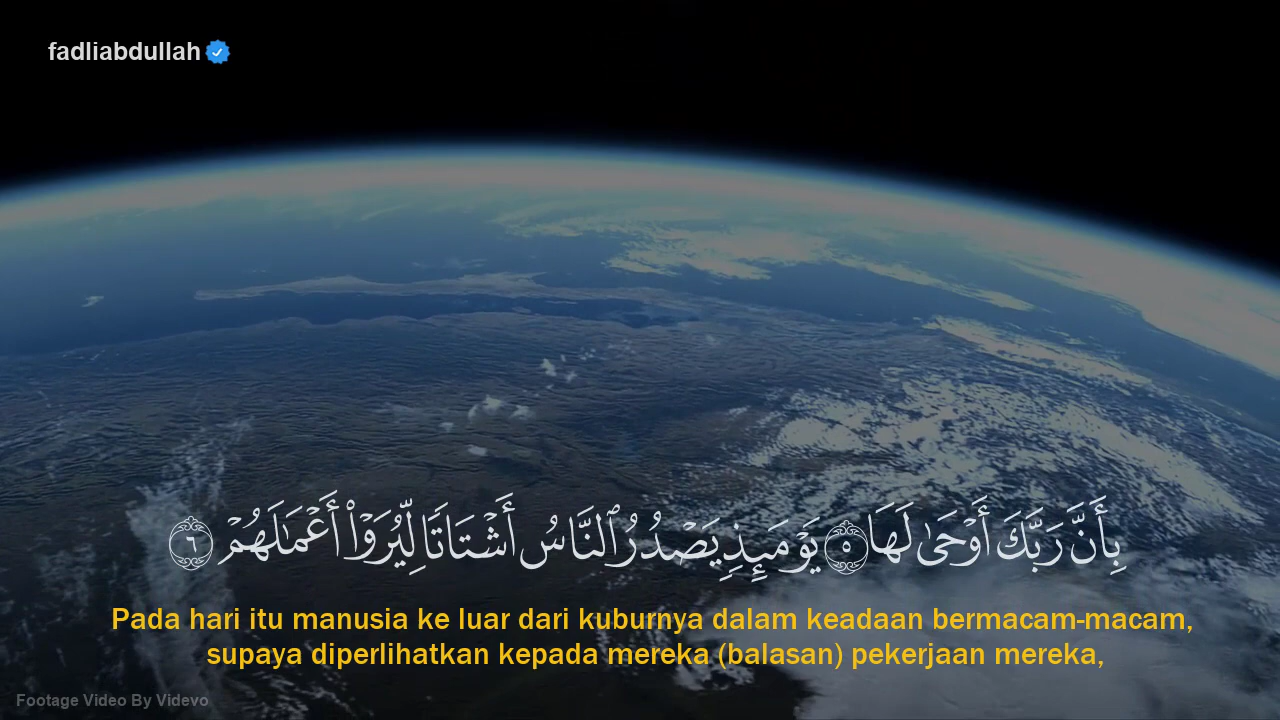 fadliabdullah
بِأَنَّ رَبَّكَ أَوْحَىٰ لَهَا ٥ يَوْمَئِذٍ يَصْدُرُ ٱلنَّاسُ أَشْتَاتًا لِّيُرَوْا۟ أَعْمَـٰلَهُمْ ٦
Pada hari itu manusia ke luar dari kuburnya dalam keadaan bermacam-macam,
supaya diperlihatkan kepada mereka (balasan) pekerjaan mereka,
Footage Video By Videvo